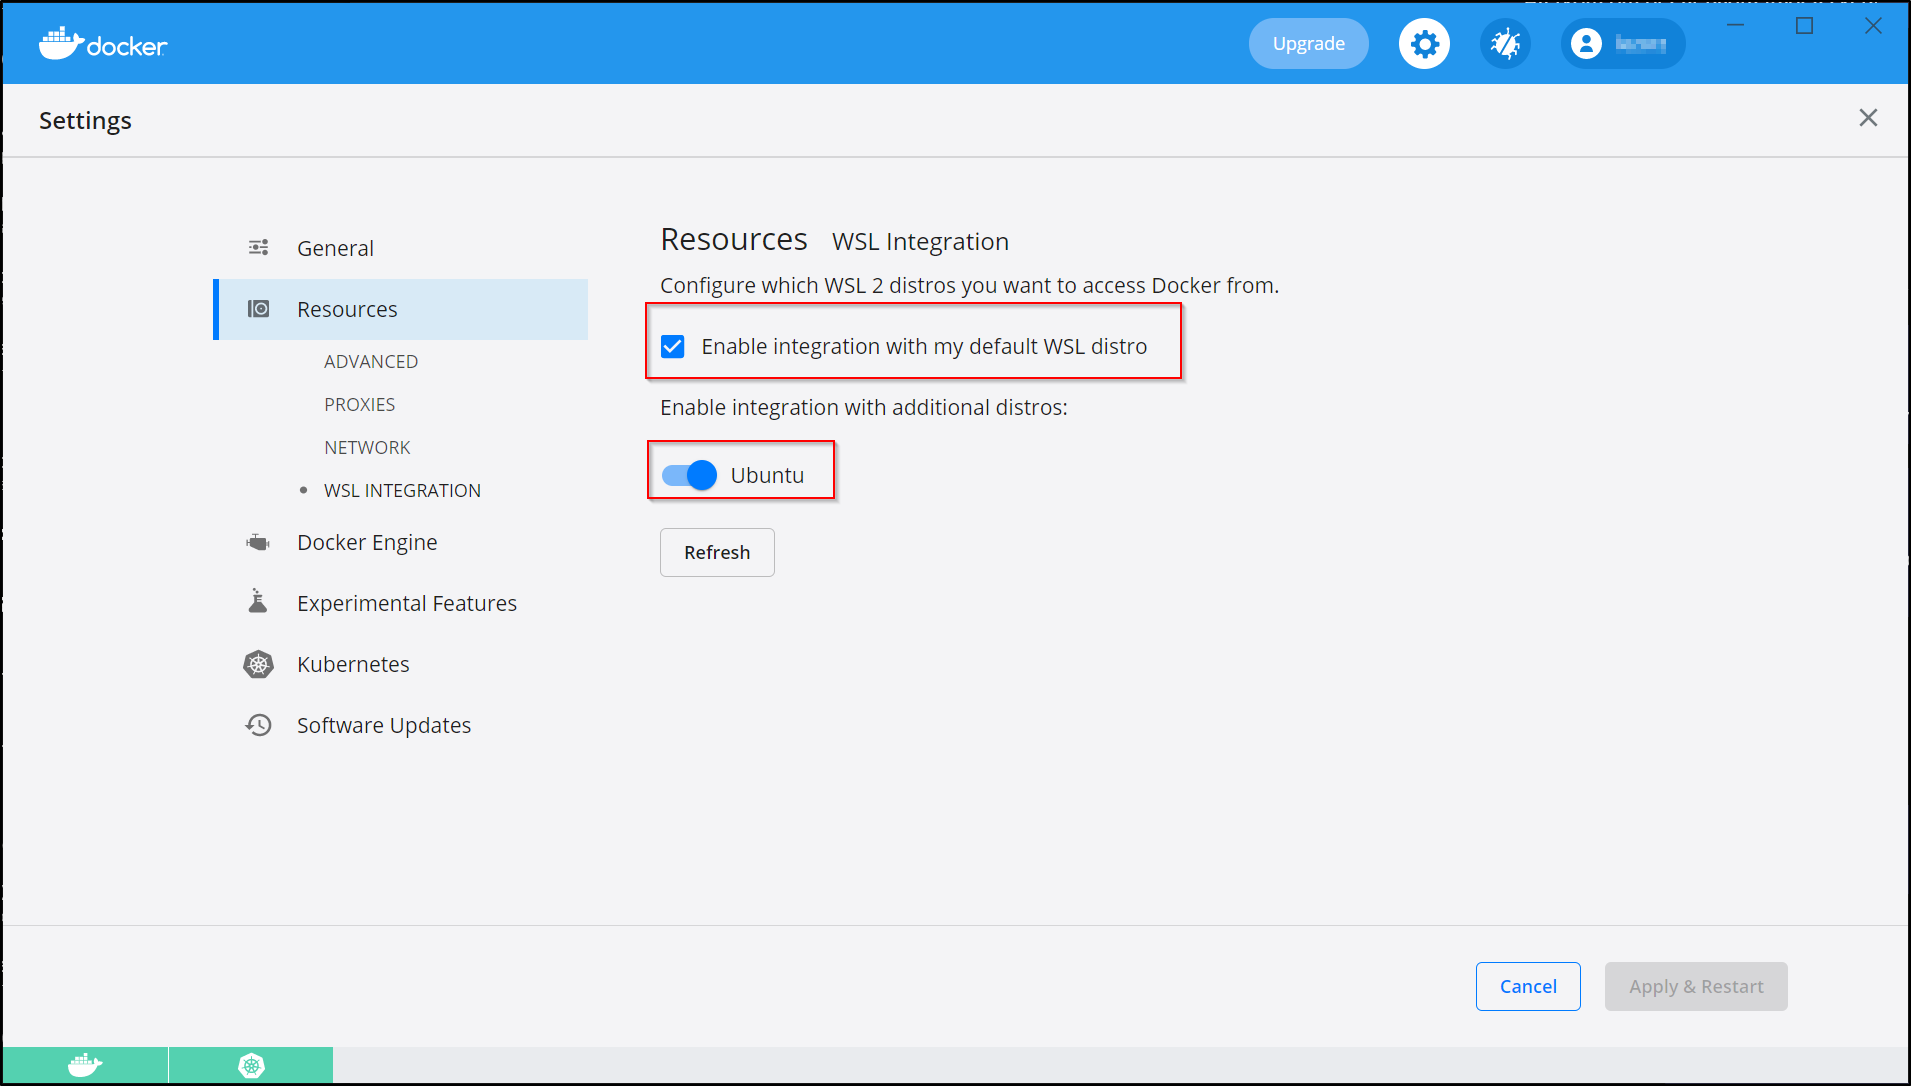 docker
Upgrade
Settings
General
Resources
ADVANCED
PROXIES
NETWORK
WSL INTEGRATION
Docker Engine
Experimental Features
Kubernetes
Software Updates
Resources WSL Integration
Configure which WSL 2 distros you want to access Docker from.
Enable integration with my default WSL distro
Enable integration with additional distros:
Ubuntu
Refresh
Cancel
Apply & Restart